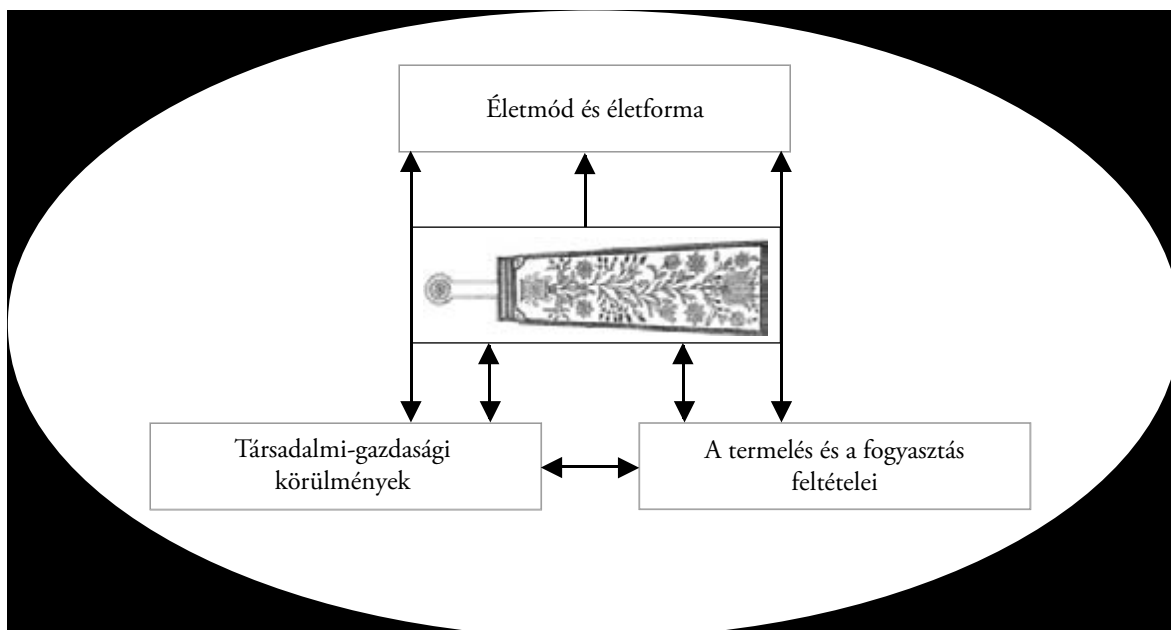 Életmód és életforma
Társadalmi-gazdasági
körülmények
A termelés és a fogyasztás
feltételei